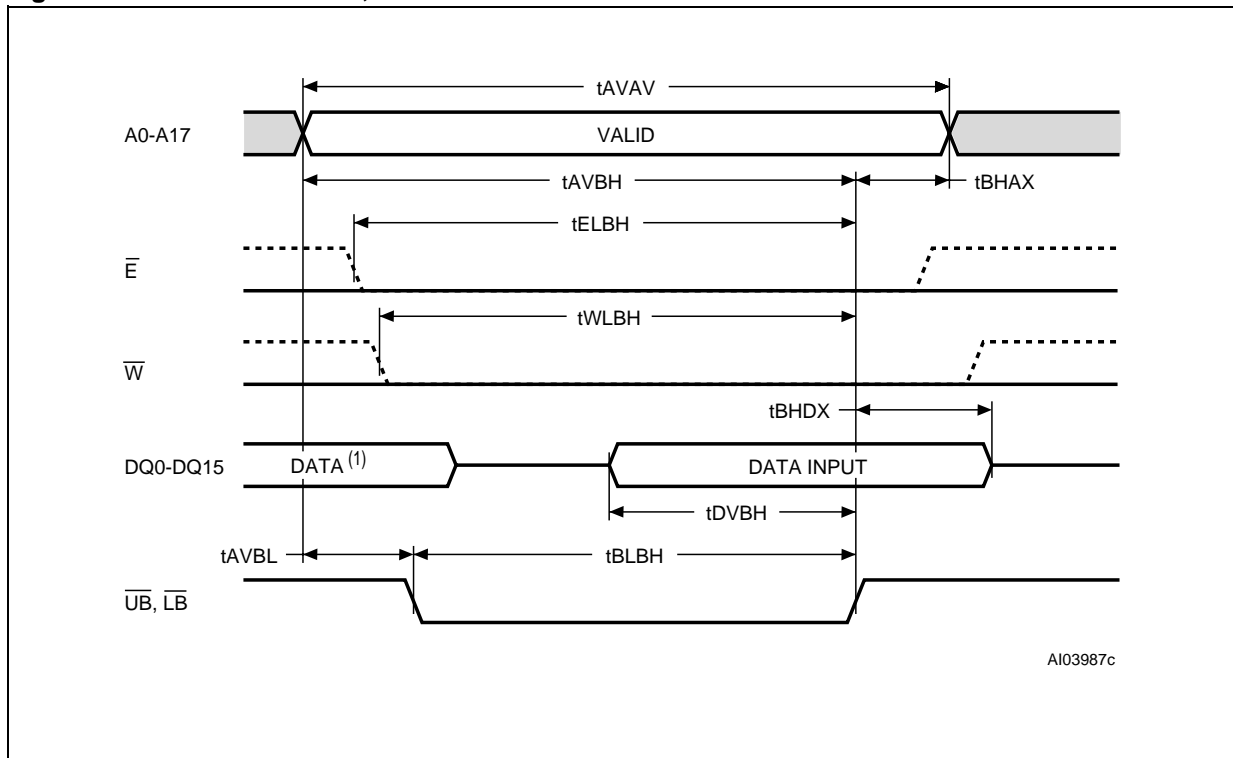 tAVAV
A0-A17
VALID
tAVBH
tBHAX
tELBH
E
tWLBH
W
tBHDX
DQ0-DQ15
DATA (1)
DATA INPUT
tDVBH
tAVBL
tBLBH
UB, LB
AI03987c